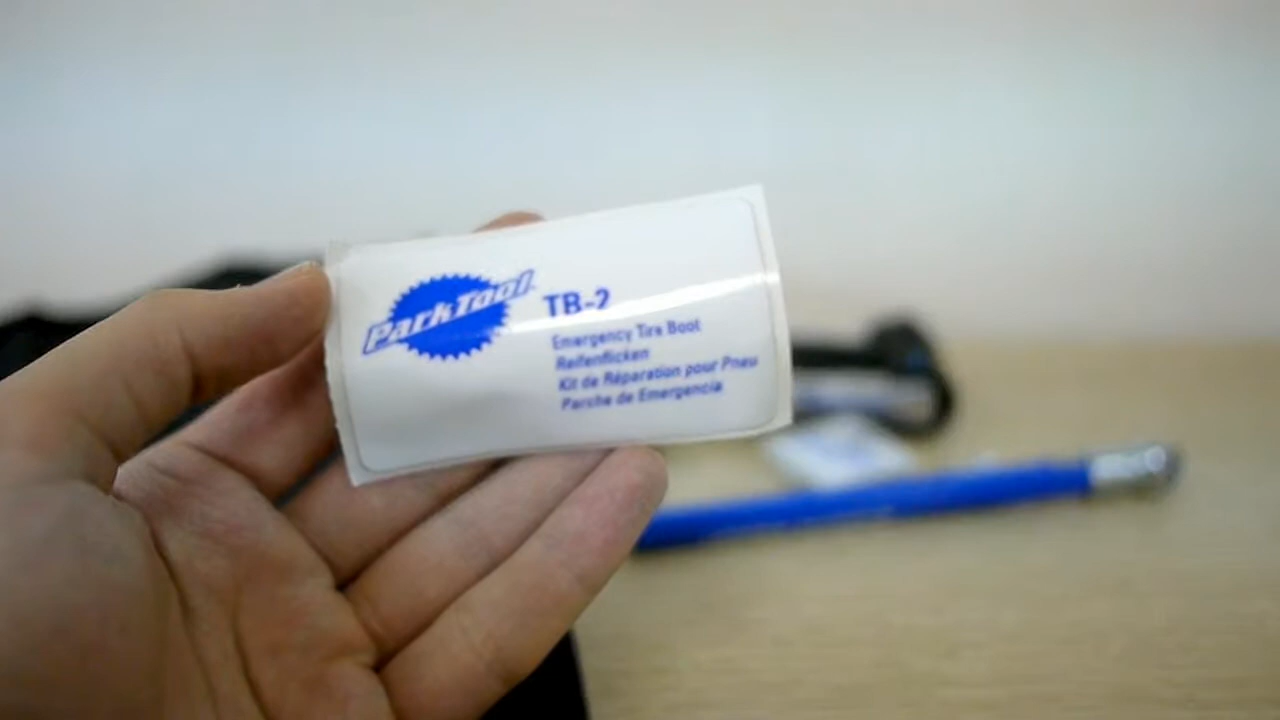 ParkTool
TB-2
Emergency Tire Boot
Reifenflicken
Kit de Réparation pour Pneu
Parche de Emergencia